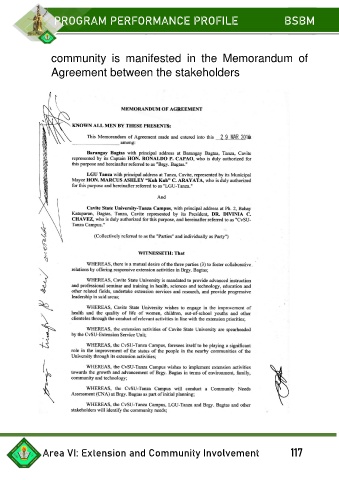 PROGRAM PERFORMANCE PROFILE BSBM
community is manifested in the Memorandum of
Agreement between the stakeholders
MEMORANDUM OF AGREEMENT
KNOWN ALL MEN BY THESE PRESENTS:
This Memorandum of Agreement made and entered into this 2 0 MAR
among:
Barangay Bagtas with principal address at Barangay Bagtas, Tanza, Cavite
represented by its Captain HON. RONALDO P. CAPAO, who is duly authorized for
this purpose and hereinafter referred to as "Brgy. Bagtas."
LGU Tanza with principal address at Tanza, Cavite, represented by its Municipal
Mayor HON. MARCUS ASHLEY C. ARAYATA, who is duly authorized
for this purpose and hereinafter referred to as "LGU-Tanza."
And
Cavite State University-Tanza Campus, with principal address at Ph. 2, Bahay
Katuparan, Bagtas, Tanza, Cavite represented by its President, DR. DIVINIA C.
CHAVEZ, who is duly authorized for this purpose, and hereinafter referred to as "CvSU-
Tanza Campus."
(Collectively referred to as the "Parties" and individually as Party")
WITNESSETH: That
WHEREAS, there is a mutual desire of the three parties (3) to foster collaborative
relations by offering responsive extension activities in Brgy. Bagtas;
WHEREAS, Cavite State University is mandated to provide advanced instruction
and professional seminar and training in health, sciences and technology, education and
other related fields, undertake extension services and research, and provide progressive
leadership in said areas;
WHEREAS, Cavite State University wishes to engage in the improvement of
health and the quality of life of women, children, out-of-school youths and other
clienteles through the conduct of relevant activities in line with the extension priorities;
WHEREAS, the extension activities of Cavite State University are spearheaded
by the CvSU-Extension Service Unit;
WHEREAS, the CvSU-Tanza Campus, foresees itself to be playing a significant
role in the improvement of the status of the people in the nearby communities of the
University through its extension activities;
WHEREAS, the CvSU-Tanza Campus wishes to implement extension activities
towards the growth and advancement of Brgy. Bagtas in terms of environment, family,
community and technology;
WHEREAS, the CvSU-Tanza Campus will conduct a Community Needs
Assessment (CNA) at Brgy. Bagtas as part of initial planning;
WHEREAS, the CvSU-Tanza Campus, LGU-Tanza and Brgy. Bagtas and other
stakeholders will identify the community needs;
Area VI: Extension and Community Involvement 117